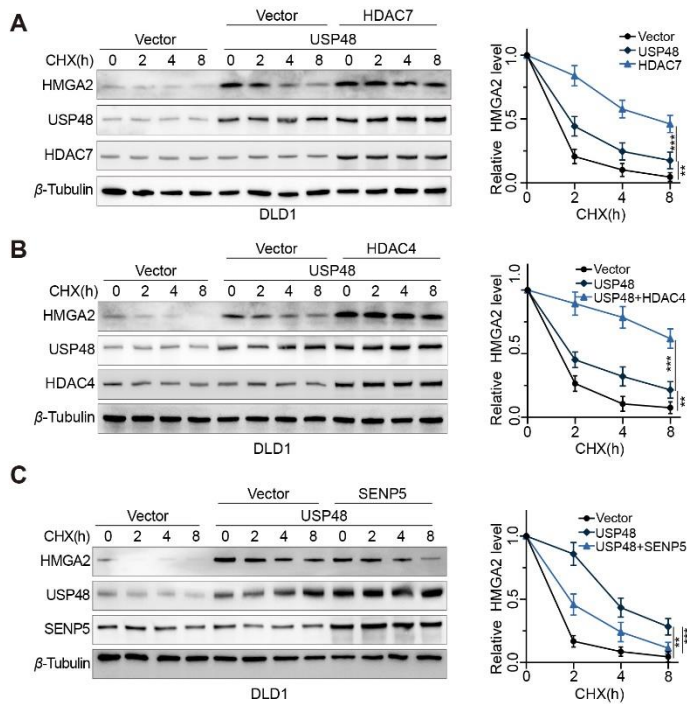 A
Vector HDAC7
Vector USP48
CHX(h) 0 2 4 8 0 2 4 8 0 2 4 8
HMGA2
USP48
HDAC7
β-Tubulin
DLD1
Relative HMGA2 level
1.0
0.5
0.0
Vector
USP48
HDAC7
***
**
0 2 4 8
CHX(h)
B
Vector HDAC4
Vector USP48
CHX(h) 0 2 4 8 0 2 4 8 0 2 4 8
HMGA2
USP48
HDAC4
β-Tubulin
DLD1
Relative HMGA2 level
1.0
0.5
0.0
Vector
USP48
USP48+HDAC4
***
**
0 2 4 8
CHX(h)
C
Vector SENP5
Vector USP48
CHX(h) 0 2 4 8 0 2 4 8 0 2 4 8
HMGA2
USP48
SENP5
β-Tubulin
DLD1
Relative HMGA2 level
1.0
0.5
0.0
Vector
USP48
USP48+SENP5
**
***
0 2 4 8
CHX(h)